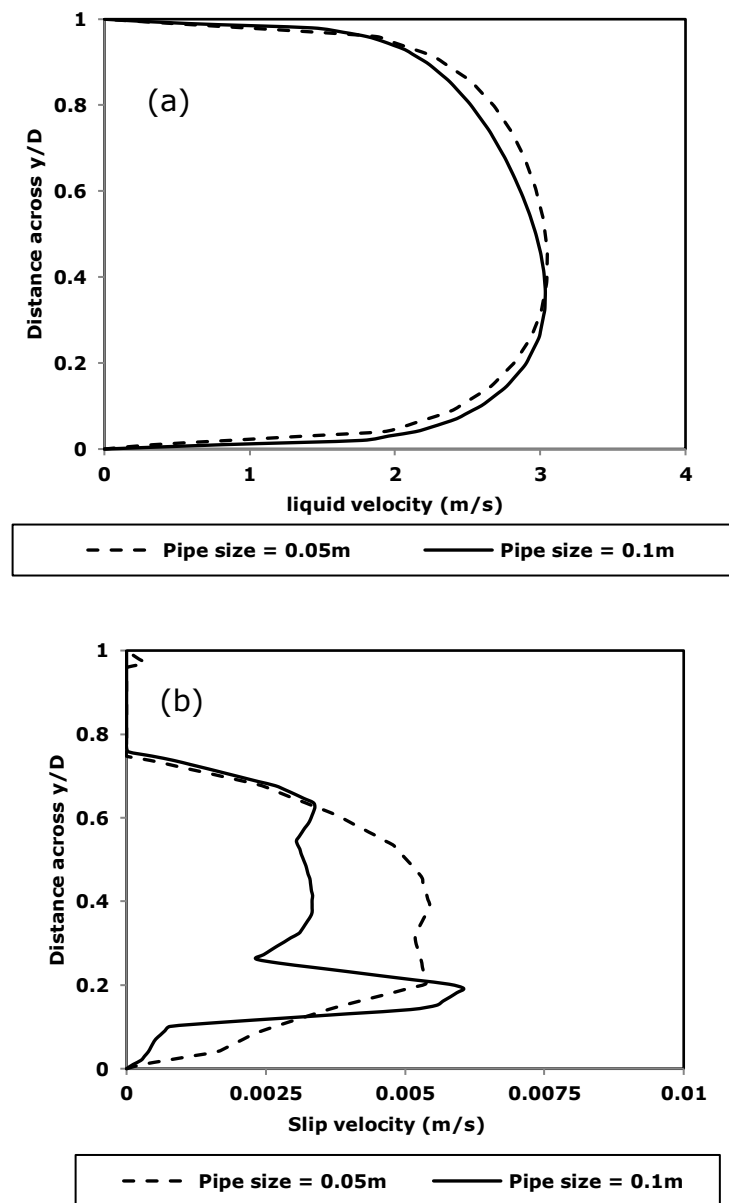 (a)
Distance across y/D
1
0.8
0.6
0.4
0.2
0
0 1 2 3 4
liquid velocity (m/s)
Pipe size = 0.05m Pipe size = 0.1m
(b)
Distance across y/D
1
0.8
0.6
0.4
0.2
0
0 0.0025 0.005 0.0075 0.01
Slip velocity (m/s)
Pipe size = 0.05m Pipe size = 0.1m